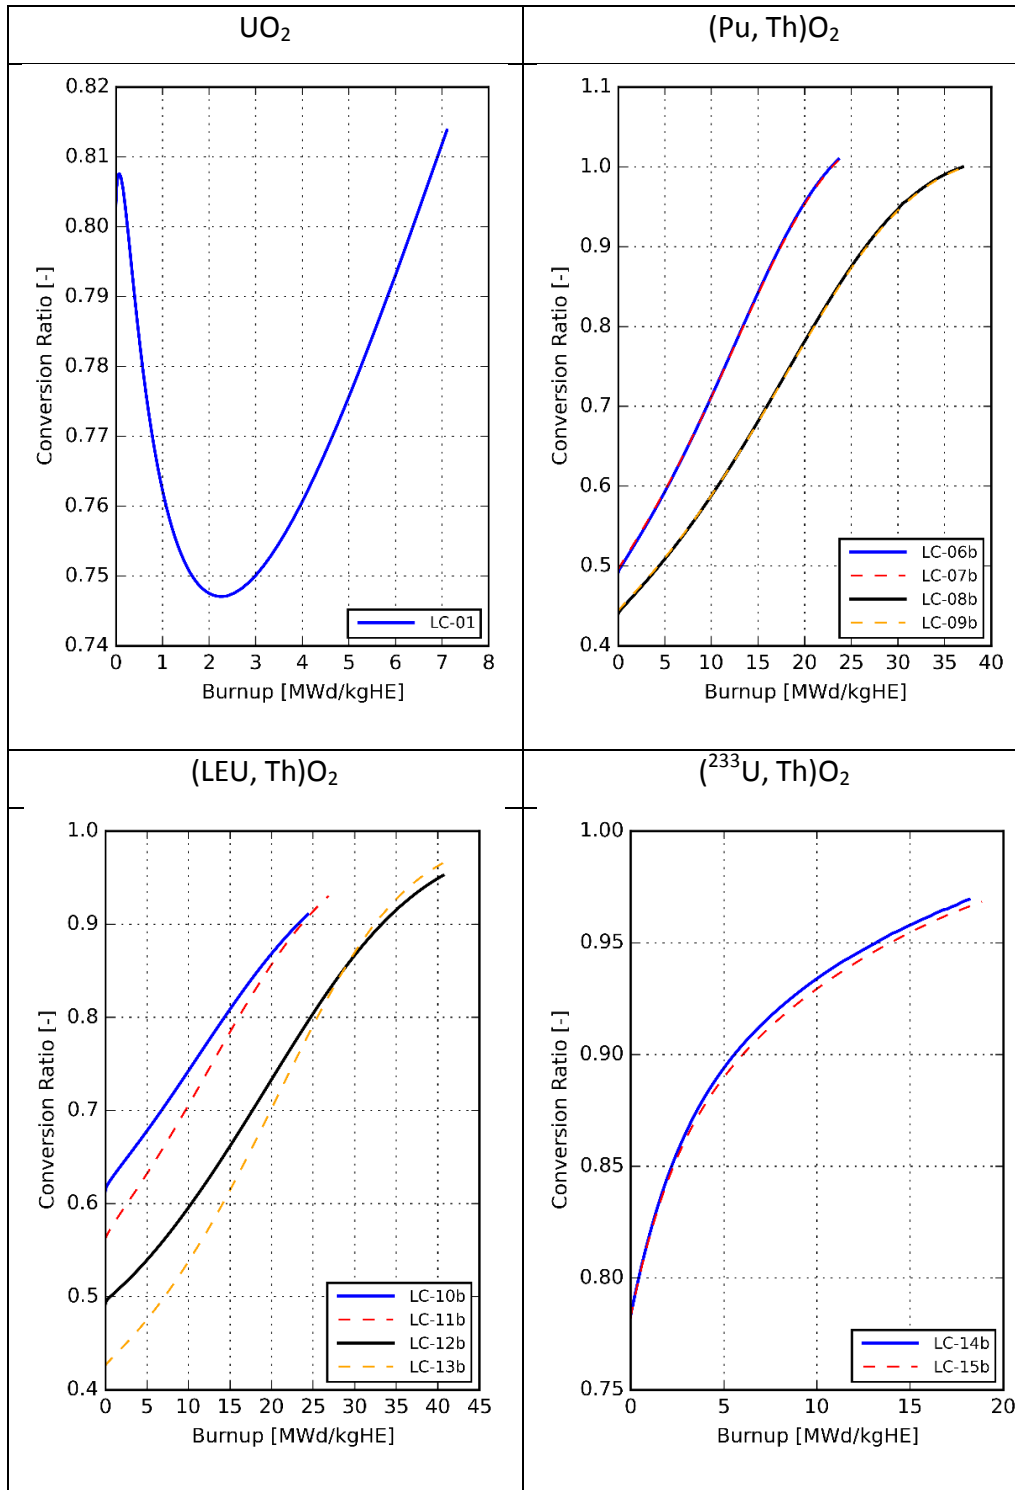 UO₂
(Pu, Th)O₂
0.82
0.81
0.80
0.79
0.78
0.77
0.76
0.75
0.74
Conversion Ratio [-]
LC-01
0 1 2 3 4 5 6 7 8
Burnup [MWd/kgHE]
1.1
1.0
0.9
0.8
0.7
0.6
0.5
0.4
Conversion Ratio [-]
LC-06b
LC-07b
LC-08b
LC-09b
0 5 10 15 20 25 30 35 40
Burnup [MWd/kgHE]
(LEU, Th)O₂
(²³³U, Th)O₂
1.0
0.9
0.8
0.7
0.6
0.5
0.4
Conversion Ratio [-]
LC-10b
LC-11b
LC-12b
LC-13b
0 5 10 15 20 25 30 35 40 45
Burnup [MWd/kgHE]
1.00
0.95
0.90
0.85
0.80
0.75
Conversion Ratio [-]
LC-14b
LC-15b
0 5 10 15 20
Burnup [MWd/kgHE]